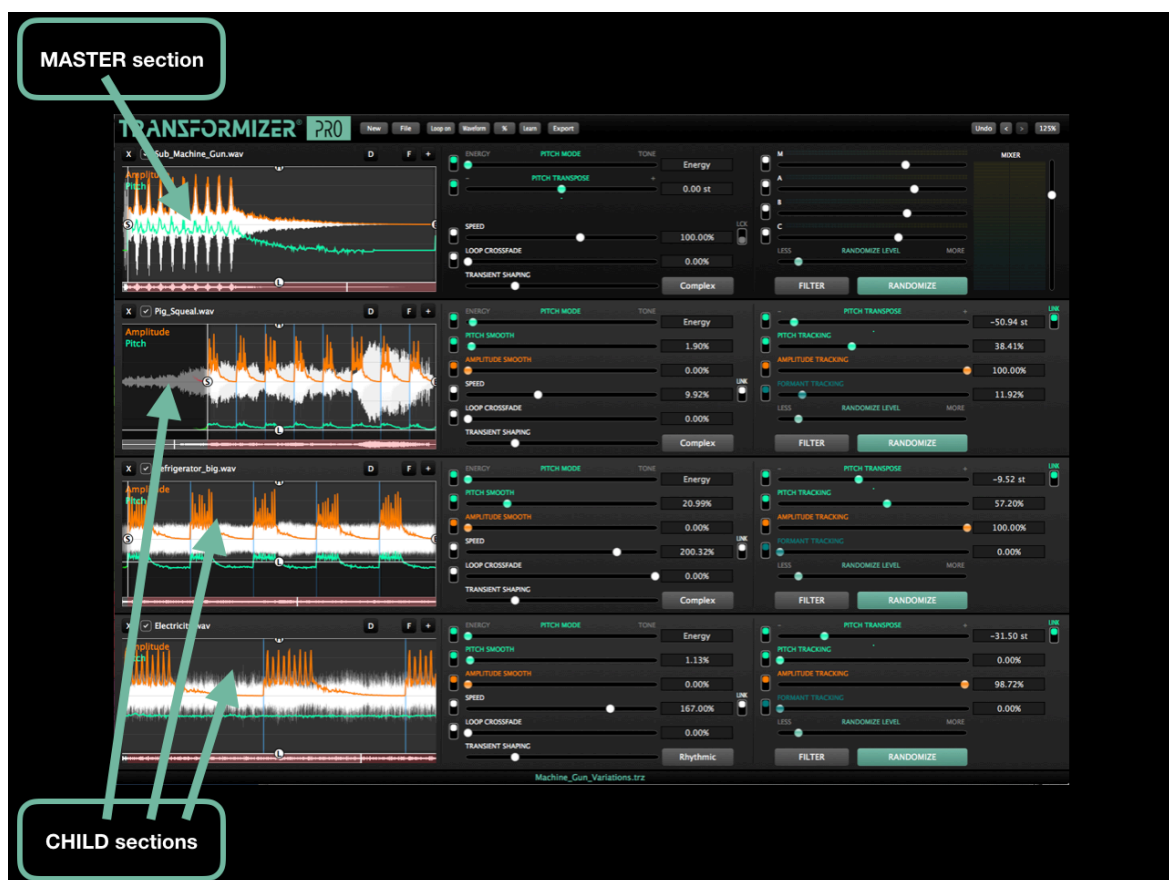 MASTER section
TRANSFORMIZER® PRO New File Loop on Waveform % Learn Export Undo < > 125%
X Sub_Machine_Gun.wav D F +
Amplitude
Pitch
S
L
ENERGY PITCH MODE TONE Energy
- PITCH TRANSPOSE + 0.00 st
SPEED 100.00% LCK
LOOP CROSSFADE 0.00%
TRANSIENT SHAPING Complex
M MIXER
A
B
C
LESS RANDOMIZE LEVEL MORE
FILTER RANDOMIZE
X Pig_Squeal.wav D F +
Amplitude
Pitch
S
L
ENERGY PITCH MODE TONE Energy
PITCH SMOOTH 1.90%
AMPLITUDE SMOOTH 0.00%
SPEED 9.92% LINK
LOOP CROSSFADE 0.00%
TRANSIENT SHAPING Complex
- PITCH TRANSPOSE + -50.94 st LINK
PITCH TRACKING 38.41%
AMPLITUDE TRACKING 100.00%
FORMANT TRACKING 11.92%
LESS RANDOMIZE LEVEL MORE
FILTER RANDOMIZE
X Refrigerator_big.wav D F +
Amplitude
Pitch
S
L
ENERGY PITCH MODE TONE Energy
PITCH SMOOTH 20.99%
AMPLITUDE SMOOTH 0.00%
SPEED 200.32% LINK
LOOP CROSSFADE 0.00%
TRANSIENT SHAPING Complex
- PITCH TRANSPOSE + -9.52 st LINK
PITCH TRACKING 57.20%
AMPLITUDE TRACKING 100.00%
FORMANT TRACKING 0.00%
LESS RANDOMIZE LEVEL MORE
FILTER RANDOMIZE
X Electricity.wav D F +
Amplitude
Pitch
L
ENERGY PITCH MODE TONE Energy
PITCH SMOOTH 1.13%
AMPLITUDE SMOOTH 0.00%
SPEED 167.00% LINK
LOOP CROSSFADE 0.00%
TRANSIENT SHAPING Rhythmic
- PITCH TRANSPOSE + -31.50 st LINK
PITCH TRACKING 0.00%
AMPLITUDE TRACKING 98.72%
FORMANT TRACKING 0.00%
LESS RANDOMIZE LEVEL MORE
FILTER RANDOMIZE
Machine_Gun_Variations.trz
CHILD sections